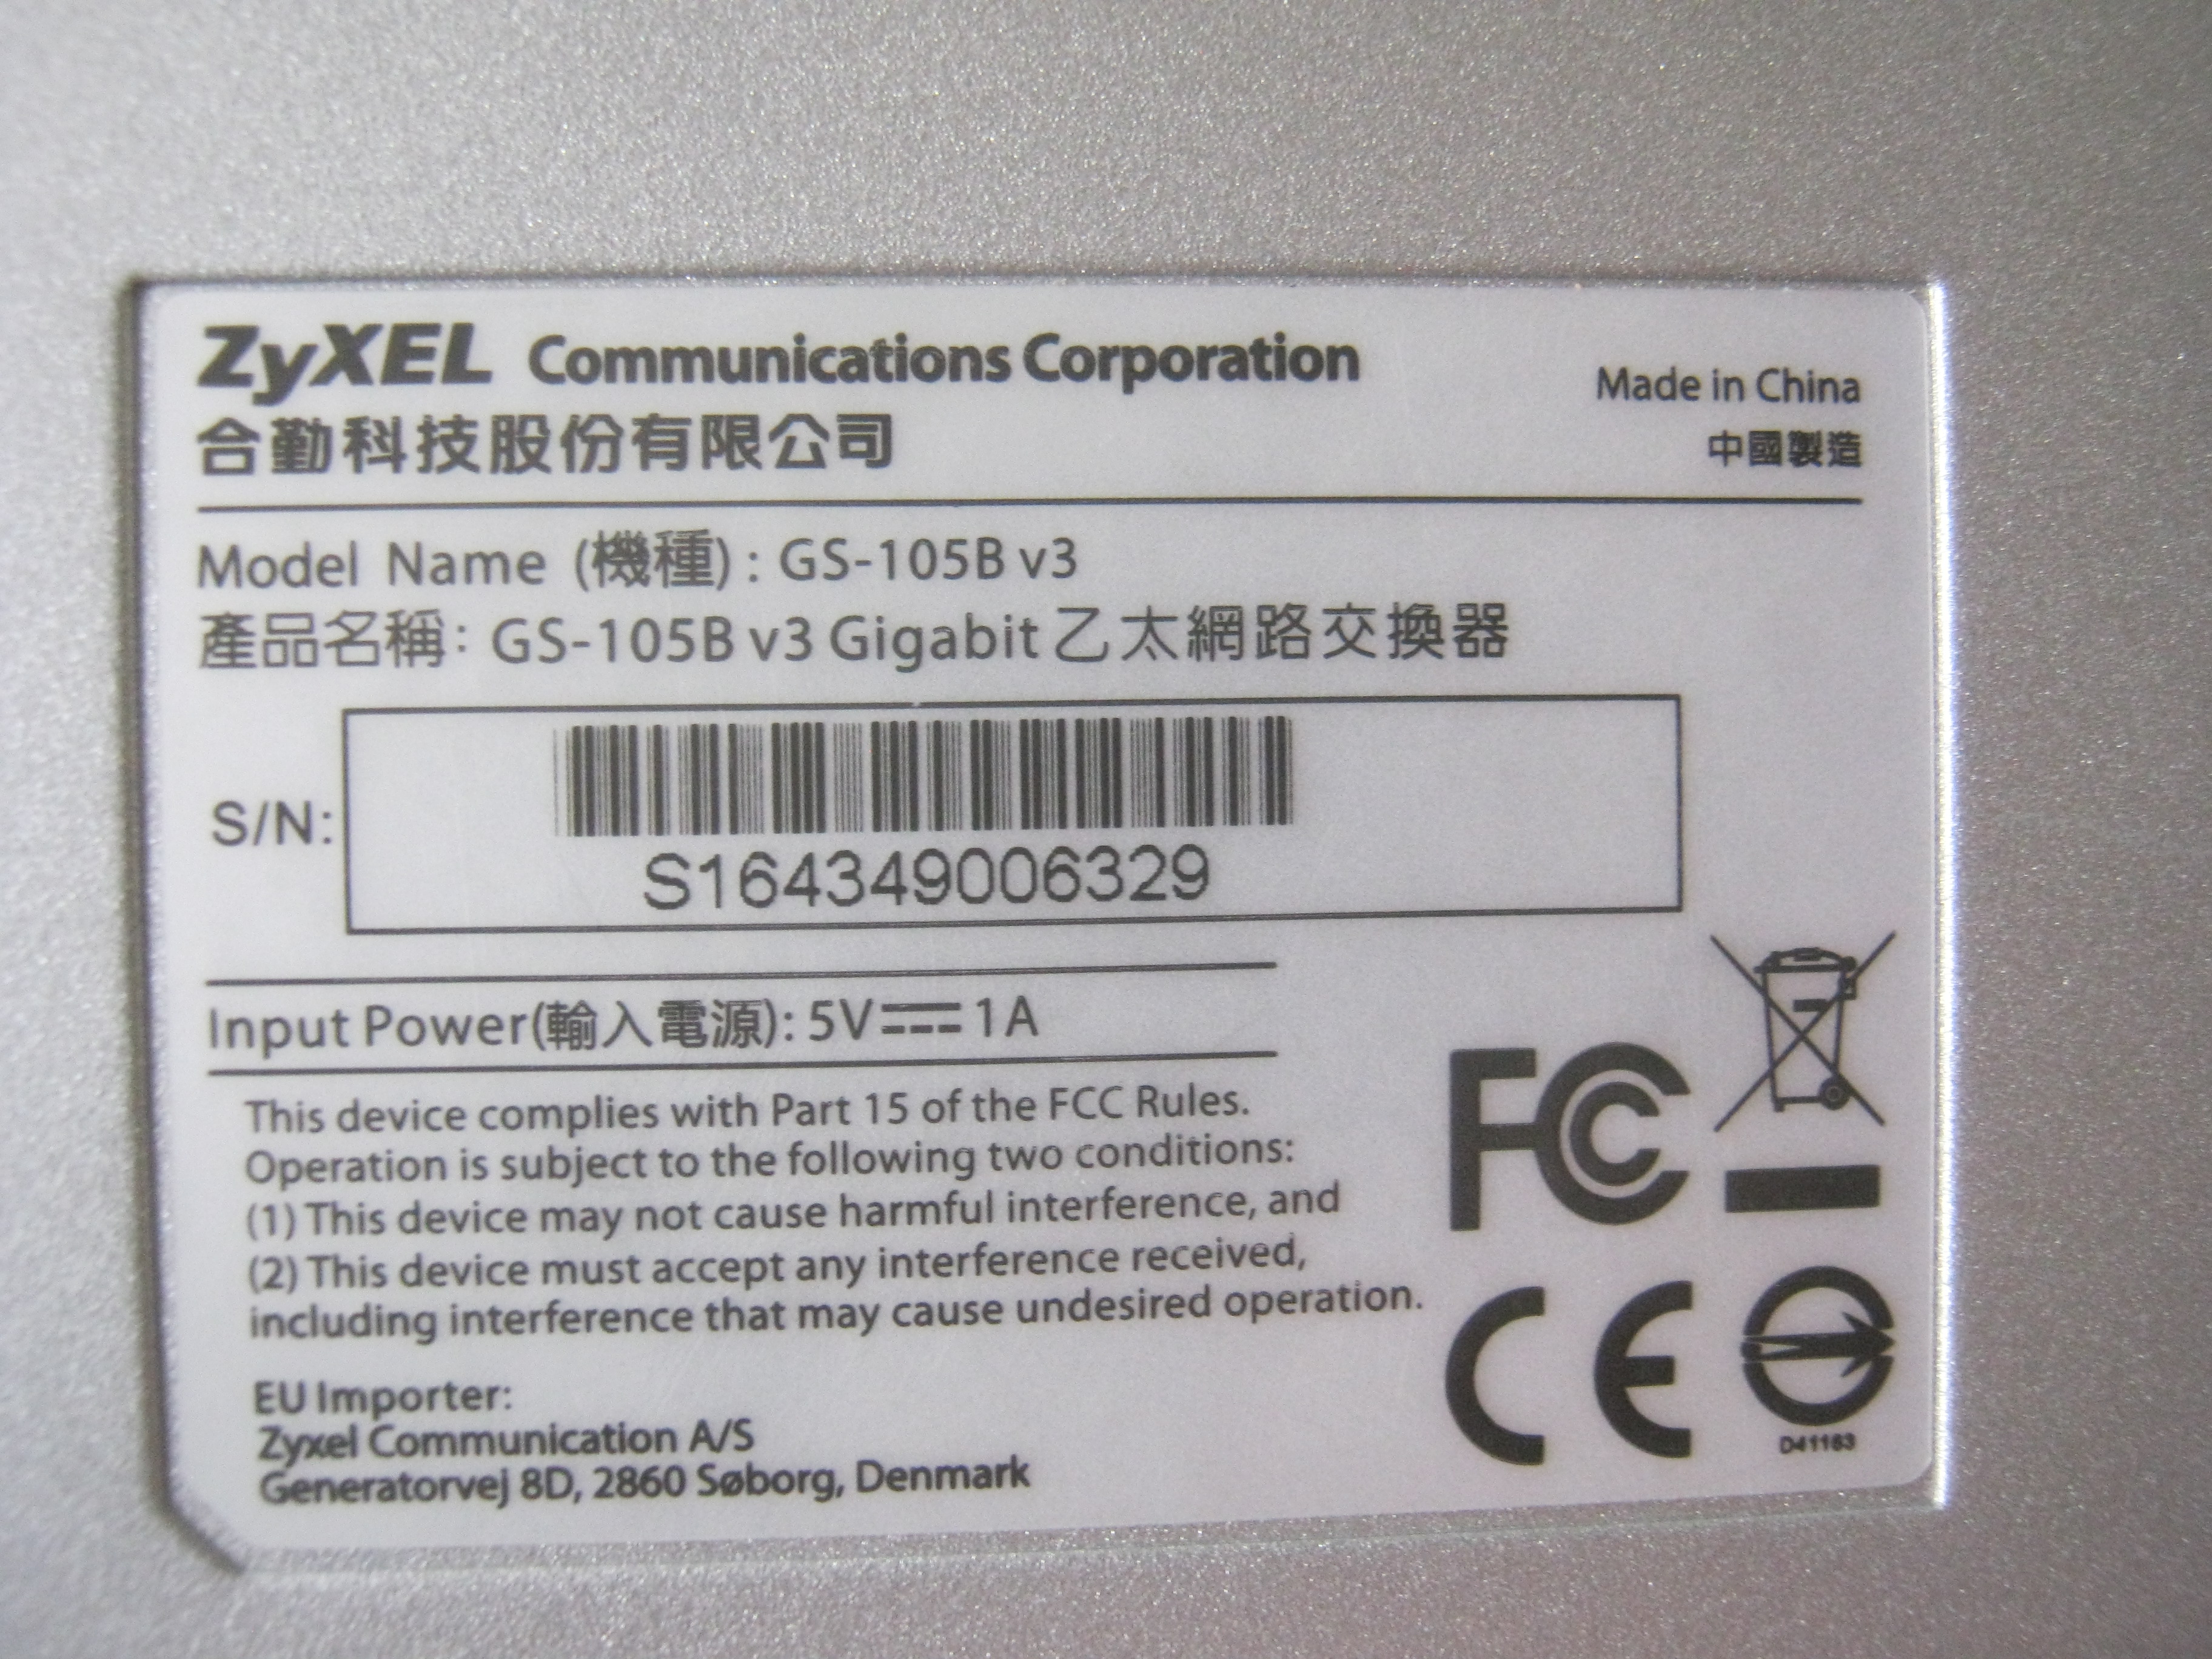 ZyXEL Communications Corporation
合勤科技股份有限公司
Made in China
中國製造
Model Name (機種) : GS-105B v3
產品名稱: GS-105B v3 Gigabit 乙太網路交換器
S/N:
S164349006329
Input Power(輸入電源): 5V⎓1A
This device complies with Part 15 of the FCC Rules.
Operation is subject to the following two conditions:
(1) This device may not cause harmful interference, and
(2) This device must accept any interference received,
including interference that may cause undesired operation.
EU Importer:
Zyxel Communication A/S
Generatorvej 8D, 2860 Søborg, Denmark
FC
CE
D41163